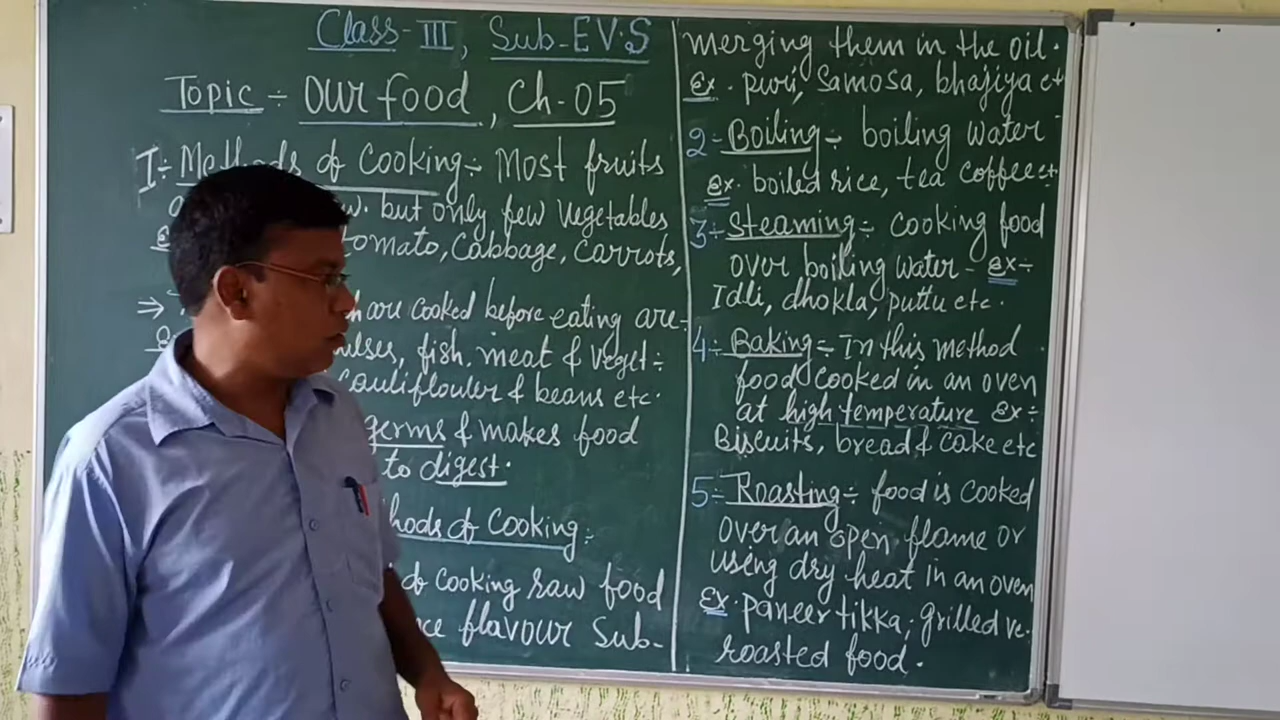 Class-III, Sub-EV.S
Topic ÷ our food, Ch-05
I÷ Methods of Cooking÷ Most fruits
but only few vegetables
tomato, Cabbage, Carrots,
⇒ are cooked before eating are-
fish. meat & veget÷
Cauliflower & beans etc.
germs & makes food
to digest.
of Cooking÷
of cooking raw food
flavour Sub-
merging them in the oil.
Ex. puri, Samosa, bhajiya et
2÷ Boiling÷ boiling water
Ex. boiled rice, tea coffee et
3÷ Steaming÷ cooking food
over boiling water - Ex÷
Idli, dhokla, puttu etc.
4÷ Baking÷ In this method
food cooked in an oven
at high temperature Ex÷
Biscuits, bread & cake etc
5÷ Roasting÷ food is cooked
over an open flame or
using dry heat in an oven
Ex. paneer tikka, grilled ve.
roasted food.